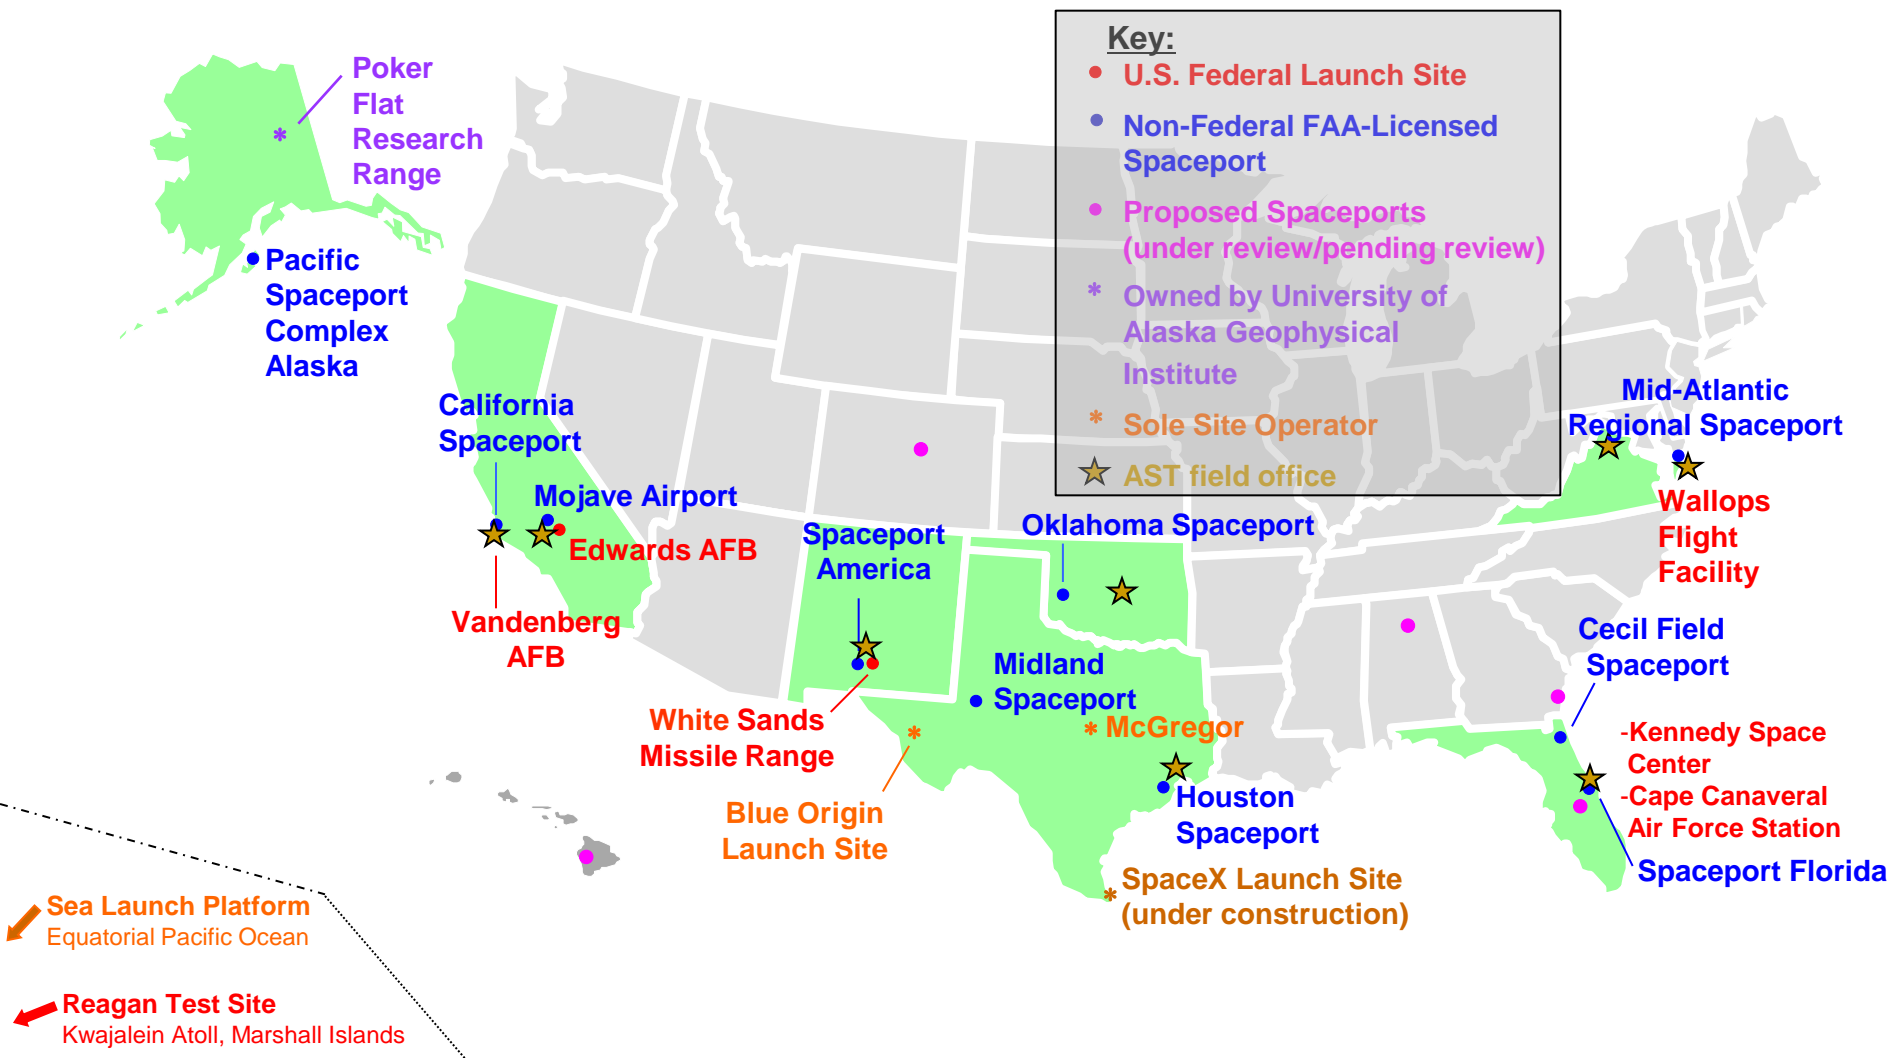 Key:
U.S. Federal Launch Site
Non-Federal FAA-Licensed
Spaceport
Proposed Spaceports
(under review/pending review)
* Owned by University of
Alaska Geophysical
Institute
* Sole Site Operator
AST field office
Poker
Flat
Research
Range
*
Pacific
Spaceport
Complex
Alaska
California
Spaceport
Mojave Airport
Edwards AFB
Vandenberg
AFB
Spaceport
America
Oklahoma Spaceport
Mid-Atlantic
Regional Spaceport
Wallops
Flight
Facility
Cecil Field
Spaceport
Midland
Spaceport
White Sands
Missile Range
* McGregor
*
Blue Origin
Launch Site
Houston
Spaceport
-Kennedy Space
Center
-Cape Canaveral
Air Force Station
Spaceport Florida
* SpaceX Launch Site
(under construction)
Sea Launch Platform
Equatorial Pacific Ocean
Reagan Test Site
Kwajalein Atoll, Marshall Islands